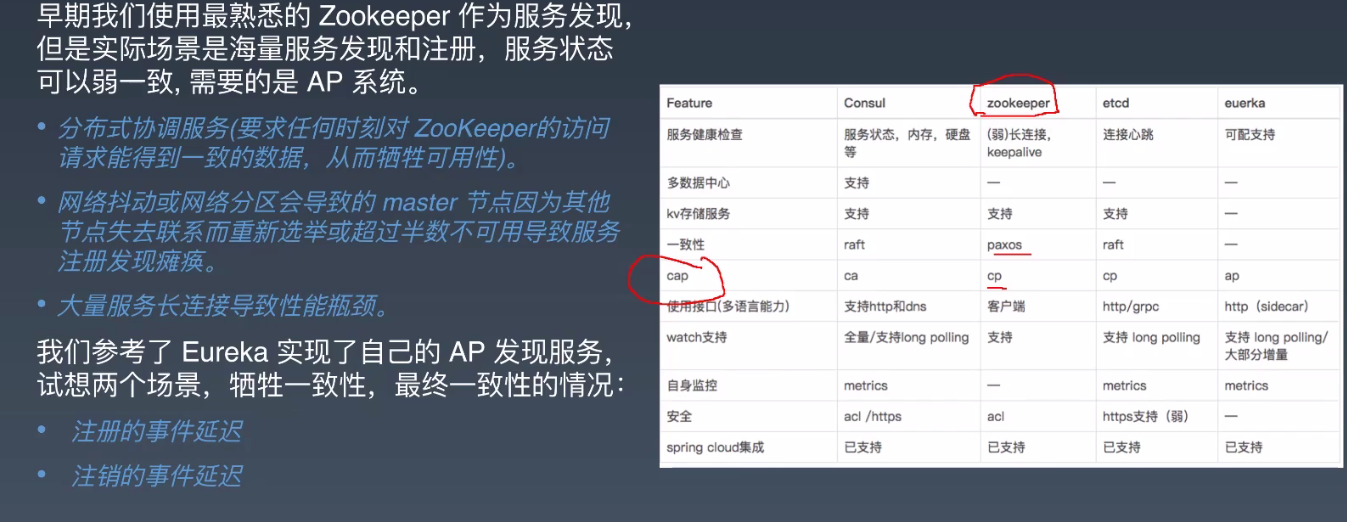 早期我们使用最熟悉的 Zookeeper 作为服务发现，
但是实际场景是海量服务发现和注册，服务状态
可以弱一致, 需要的是 AP 系统。
• 分布式协调服务(要求任何时刻对 ZooKeeper的访问
请求能得到一致的数据，从而牺牲可用性)。
• 网络抖动或网络分区会导致的 master 节点因为其他
节点失去联系而重新选举或超过半数不可用导致服务
注册发现瘫痪。
• 大量服务长连接导致性能瓶颈。
我们参考了 Eureka 实现了自己的 AP 发现服务，
试想两个场景，牺牲一致性，最终一致性的情况：
• 注册的事件延迟
• 注销的事件延迟
Feature Consul zookeeper etcd euerka
服务健康检查 服务状态，内存，硬盘 (弱)长连接, 连接心跳 可配支持
等 keepalive
多数据中心 支持 — — —
kv存储服务 支持 支持 支持 —
一致性 raft paxos raft —
cap ca cp cp ap
使用接口(多语言能力) 支持http和dns 客户端 http/grpc http（sidecar）
watch支持 全量/支持long polling 支持 支持 long polling 支持 long polling/
大部分增量
自身监控 metrics — metrics metrics
安全 acl /https acl https支持（弱） —
spring cloud集成 已支持 已支持 已支持 已支持